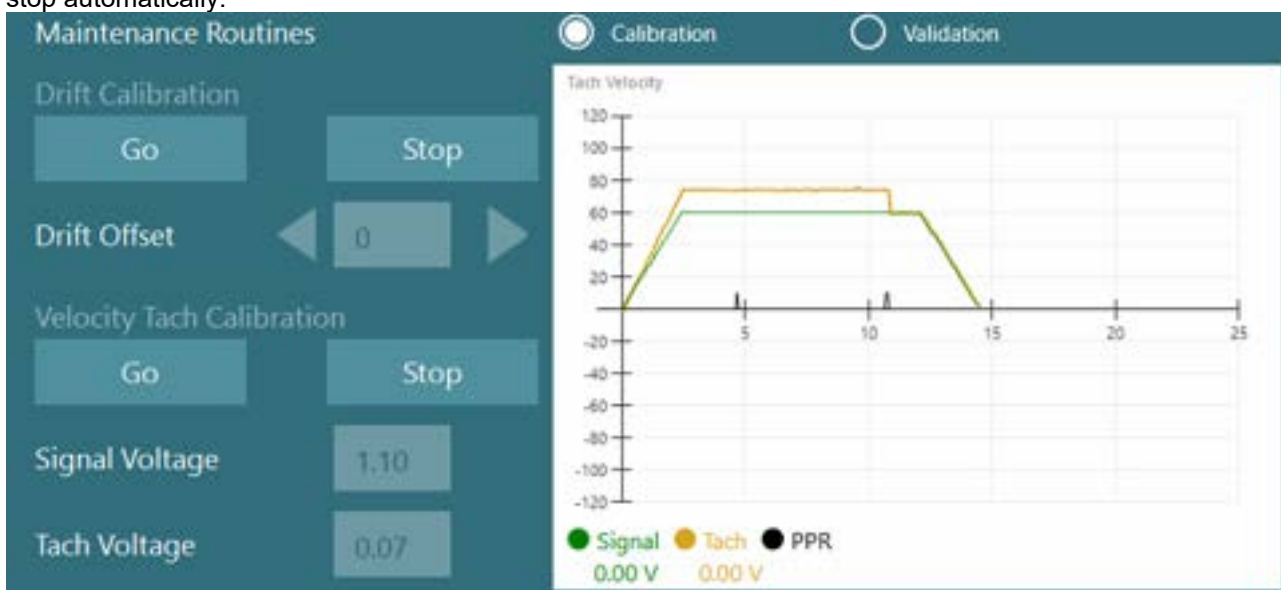 stop automatically.
Maintenance Routines
Calibration
Validation
Drift Calibration
Go
Stop
Drift Offset
0
Velocity Tach Calibration
Go
Stop
Signal Voltage
1.10
Tach Voltage
0.07
Tach Velocity
120
100
80
60
40
20
-20
-40
-60
-80
-100
-120
5
10
15
20
25
Signal
Tach
PPR
0.00 V
0.00 V